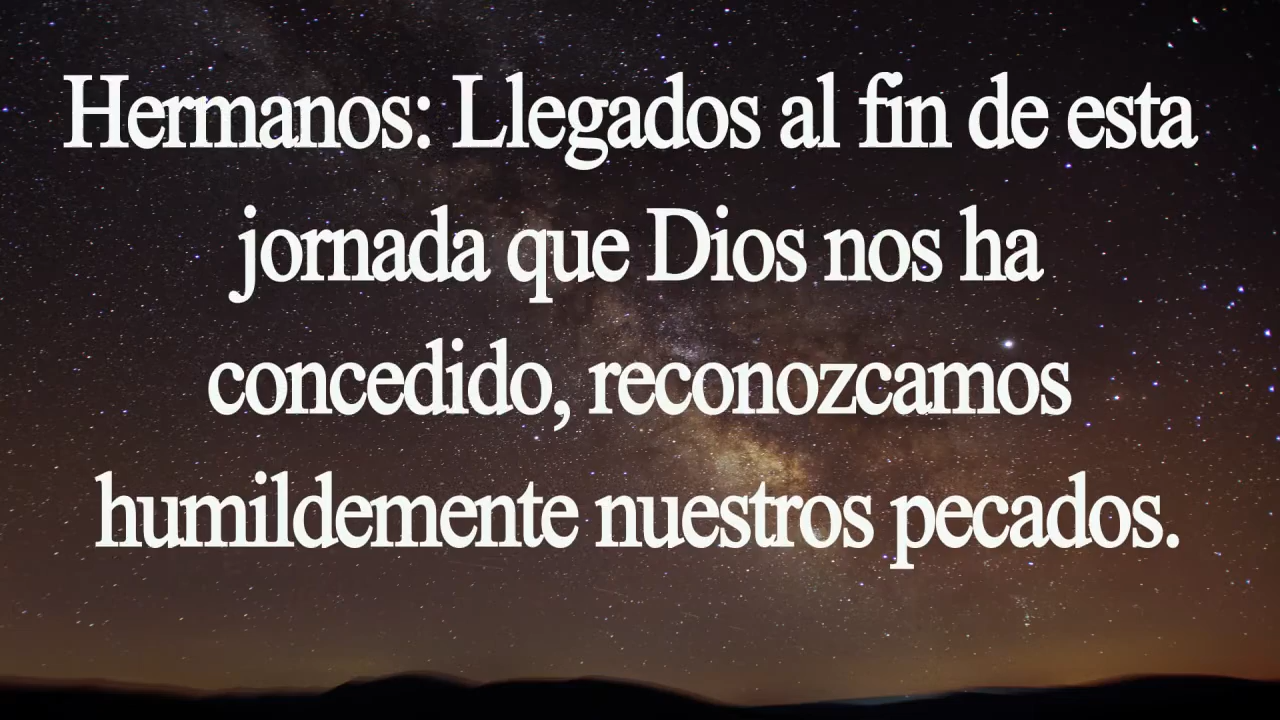 Hermanos: Llegados al fin de esta
jornada que Dios nos ha
concedido, reconozcamos
humildemente nuestros pecados.